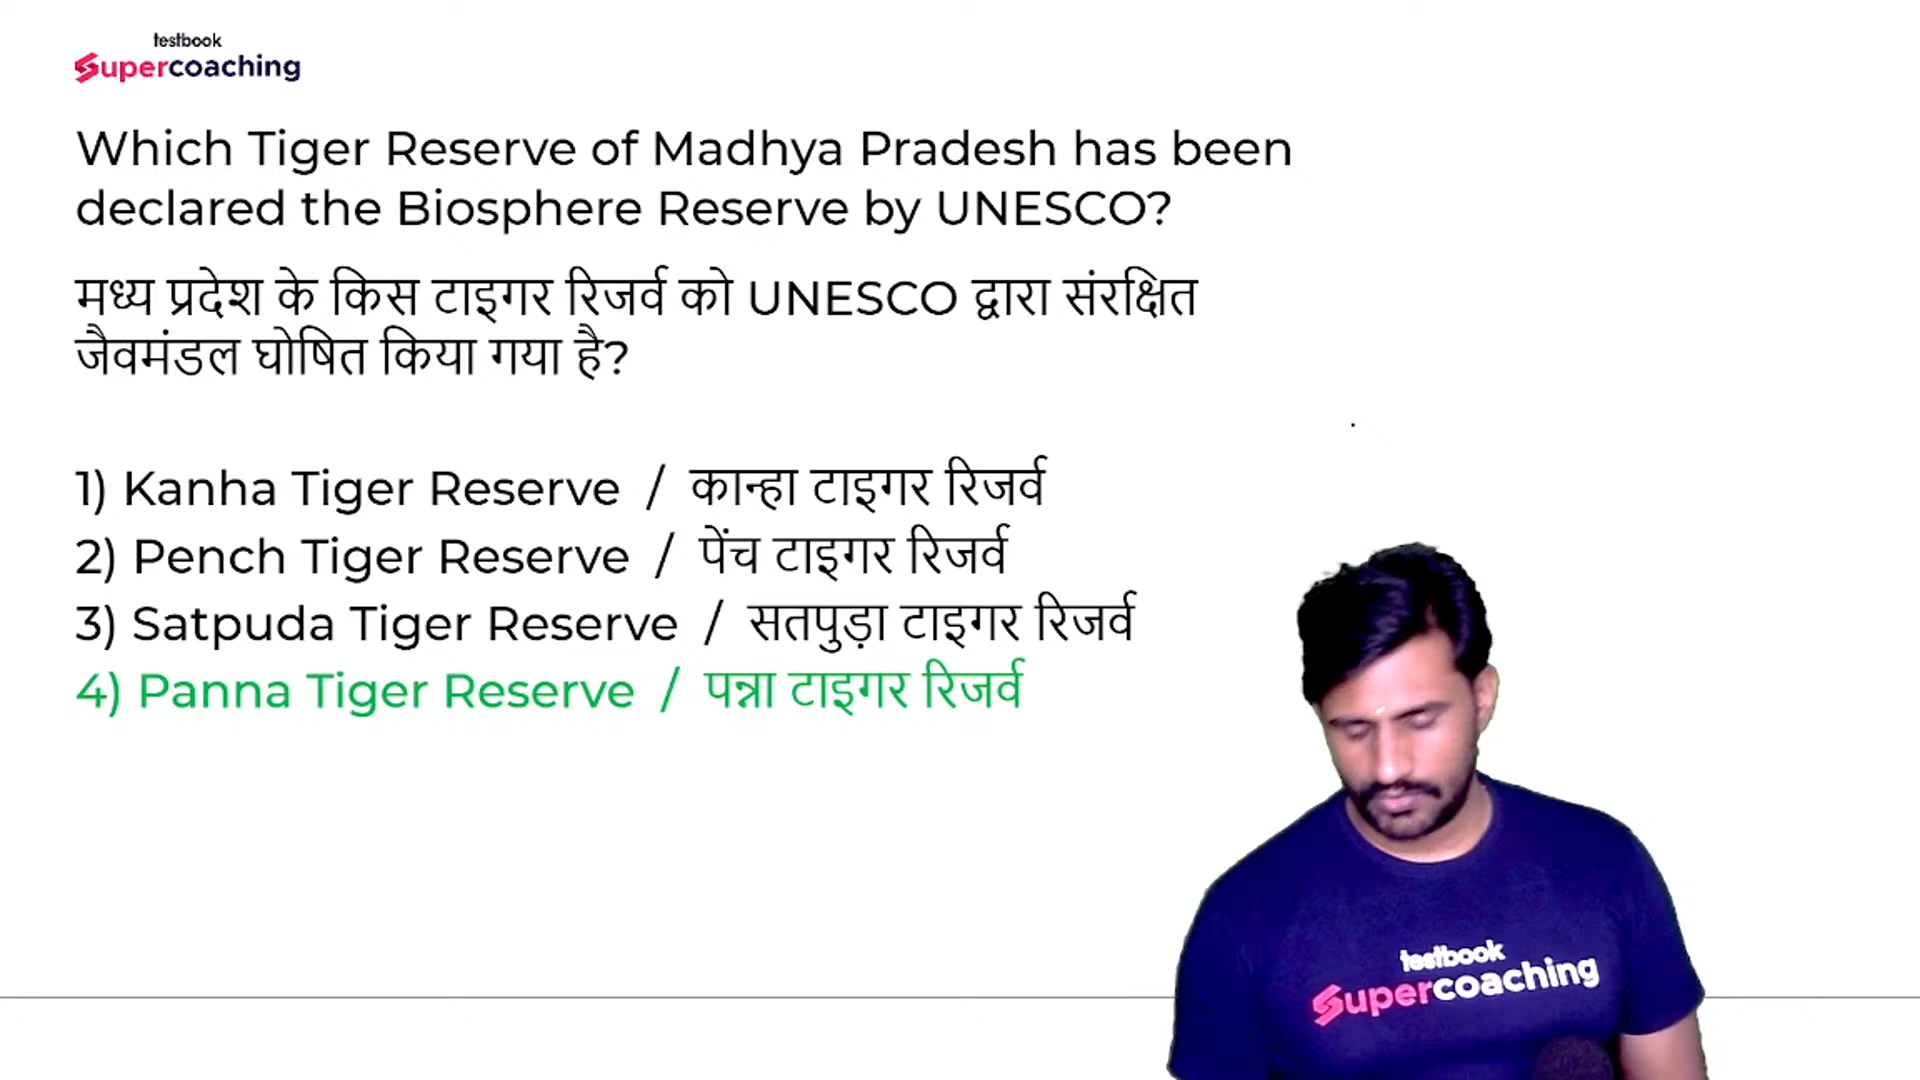 testbook
Supercoaching
Which Tiger Reserve of Madhya Pradesh has been
declared the Biosphere Reserve by UNESCO?
मध्य प्रदेश के किस टाइगर रिजर्व को UNESCO द्वारा संरक्षित
जैवमंडल घोषित किया गया है?
1) Kanha Tiger Reserve / कान्हा टाइगर रिजर्व
2) Pench Tiger Reserve / पेंच टाइगर रिजर्व
3) Satpuda Tiger Reserve / सतपुड़ा टाइगर रिजर्व
4) Panna Tiger Reserve / पन्ना टाइगर रिजर्व
testbook
Supercoaching